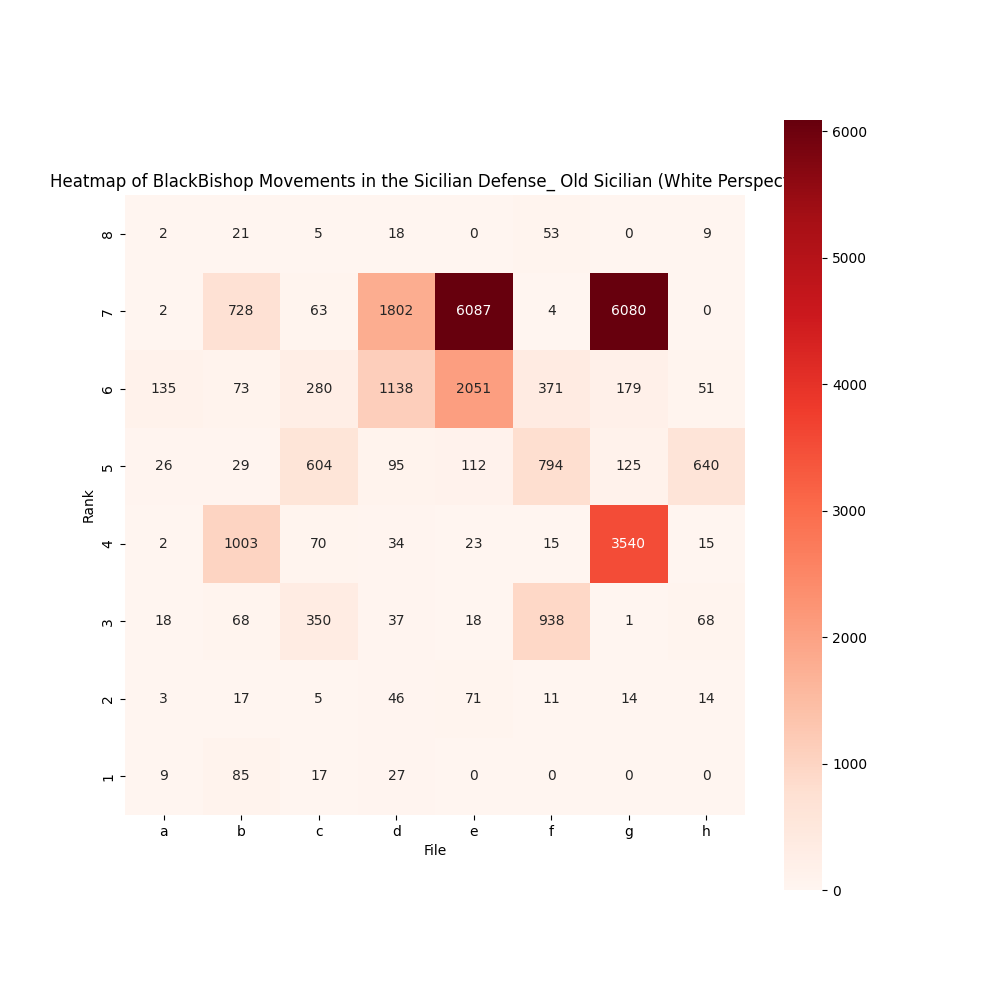 Heatmap of BlackBishop Movements in the Sicilian Defense_ Old Sicilian (White Perspec
8 2 21 5 18 0 53 0 9
7 2 728 63 1802 6087 4 6080 0
6 135 73 280 1138 2051 371 179 51
5 26 29 604 95 112 794 125 640
4 2 1003 70 34 23 15 3540 15
3 18 68 350 37 18 938 1 68
2 3 17 5 46 71 11 14 14
1 9 85 17 27 0 0 0 0
a b c d e f g h
File
Rank
6000
5000
4000
3000
2000
1000
0